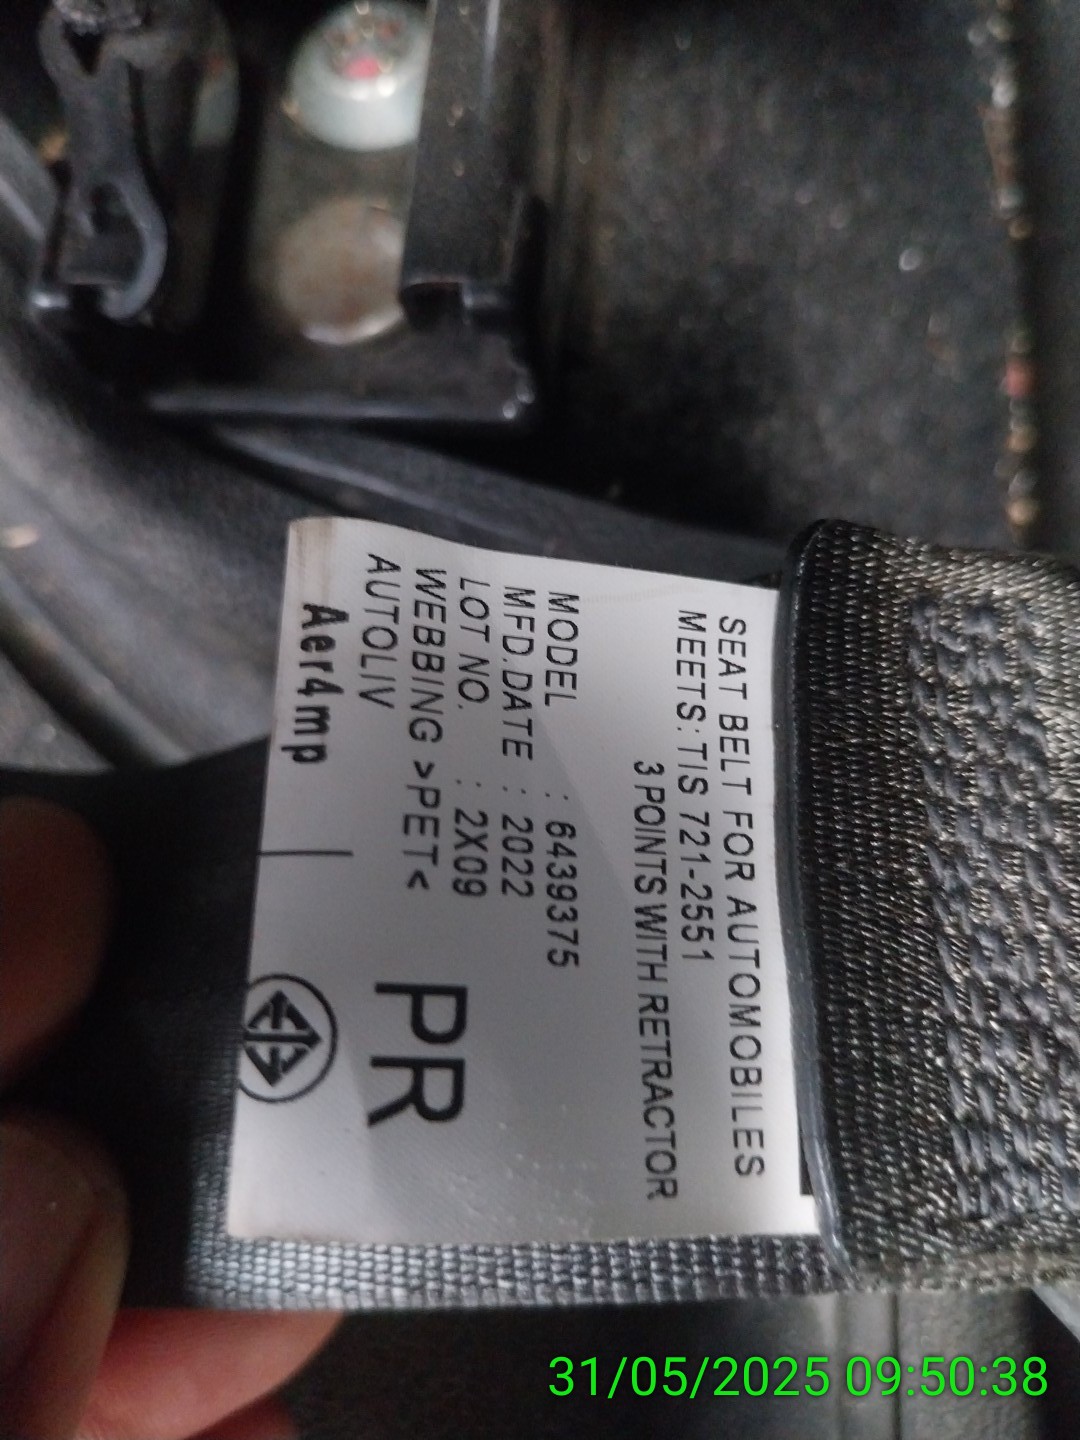 SEAT BELT FOR AUTOMOBILES
MEETS: TIS 721-2551
3 POINTS WITH RETRACTOR
MODEL : 6439375
MFD.DATE : 2022
LOT NO. : 2X09
WEBBING >PET<
AUTOLIV
PR
Aer4mp
31/05/2025 09:50:38